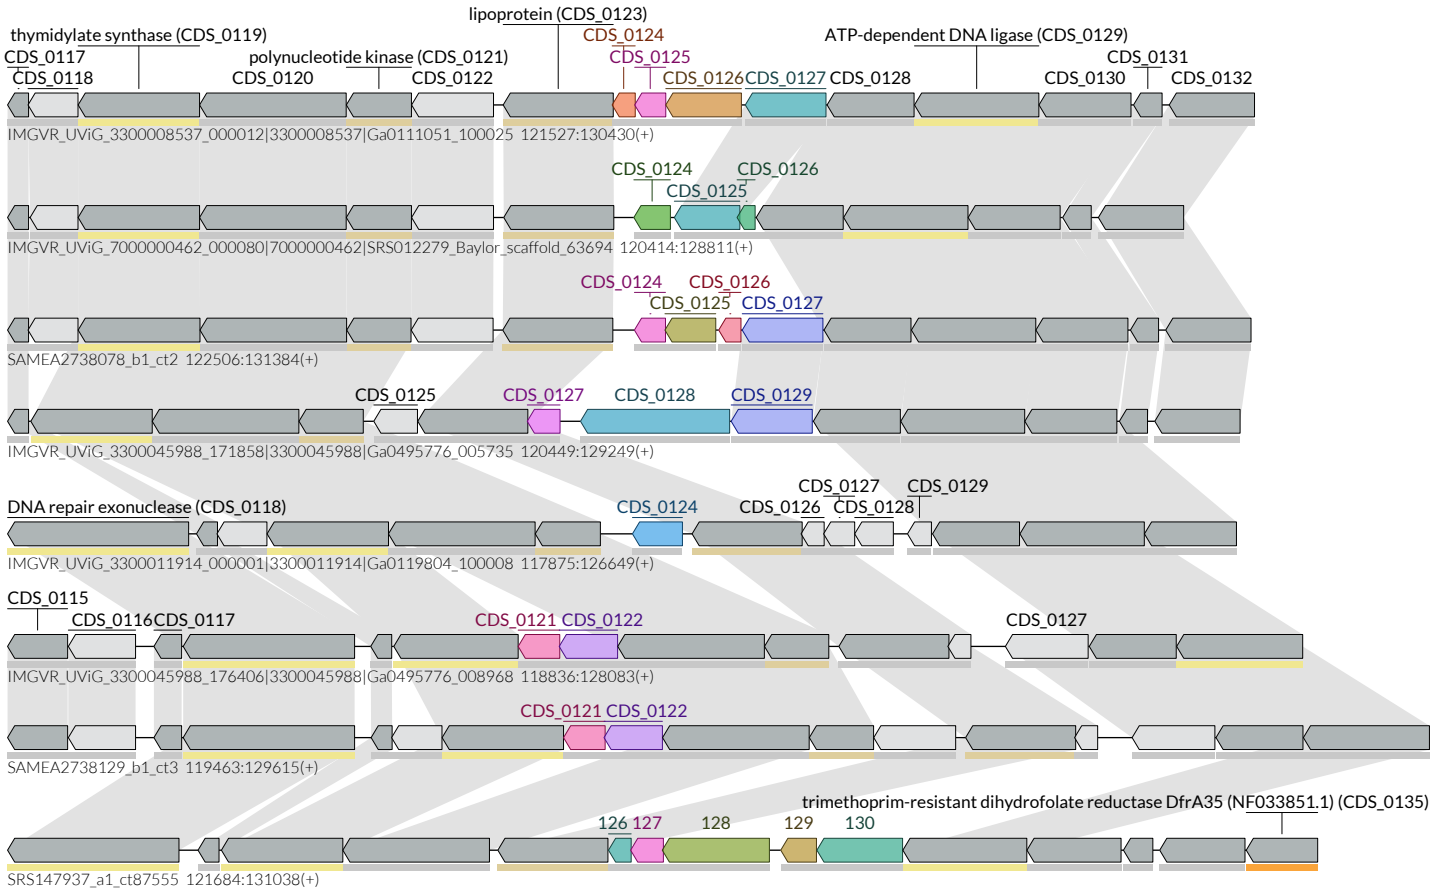 lipoprotein (CDS_0123)
thymidylate synthase (CDS_0119) CDS_0124 ATP-dependent DNA ligase (CDS_0129)
CDS_0117 polynucleotide kinase (CDS_0121) CDS_0125 CDS_0131
CDS_0118 CDS_0120 CDS_0122 CDS_0126 CDS_0127 CDS_0128 CDS_0130 CDS_0132
IMGVR_UViG_3300008537_000012|3300008537|Ga0111051_100025 121527:130430(+)
CDS_0124 CDS_0126
CDS_0125
IMGVR_UViG_7000000462_000080|7000000462|SRS012279_Baylor_scaffold_63694 120414:128811(+)
CDS_0124 CDS_0126
CDS_0125 CDS_0127
SAMEA2738078_b1_ct2 122506:131384(+)
CDS_0125 CDS_0127 CDS_0128 CDS_0129
IMGVR_UViG_3300045988_171858|3300045988|Ga0495776_005735 120449:129249(+)
CDS_0127 CDS_0129
DNA repair exonuclease (CDS_0118) CDS_0124 CDS_0126 CDS_0128
IMGVR_UViG_3300011914_000001|3300011914|Ga0119804_100008 117875:126649(+)
CDS_0115
CDS_0116 CDS_0117 CDS_0121 CDS_0122 CDS_0127
IMGVR_UViG_3300045988_176406|3300045988|Ga0495776_008968 118836:128083(+)
CDS_0121 CDS_0122
SAMEA2738129_b1_ct3 119463:129615(+)
trimethoprim-resistant dihydrofolate reductase DfrA35 (NF033851.1) (CDS_0135)
126 127 128 129 130
SRS147937_a1_ct87555 121684:131038(+)